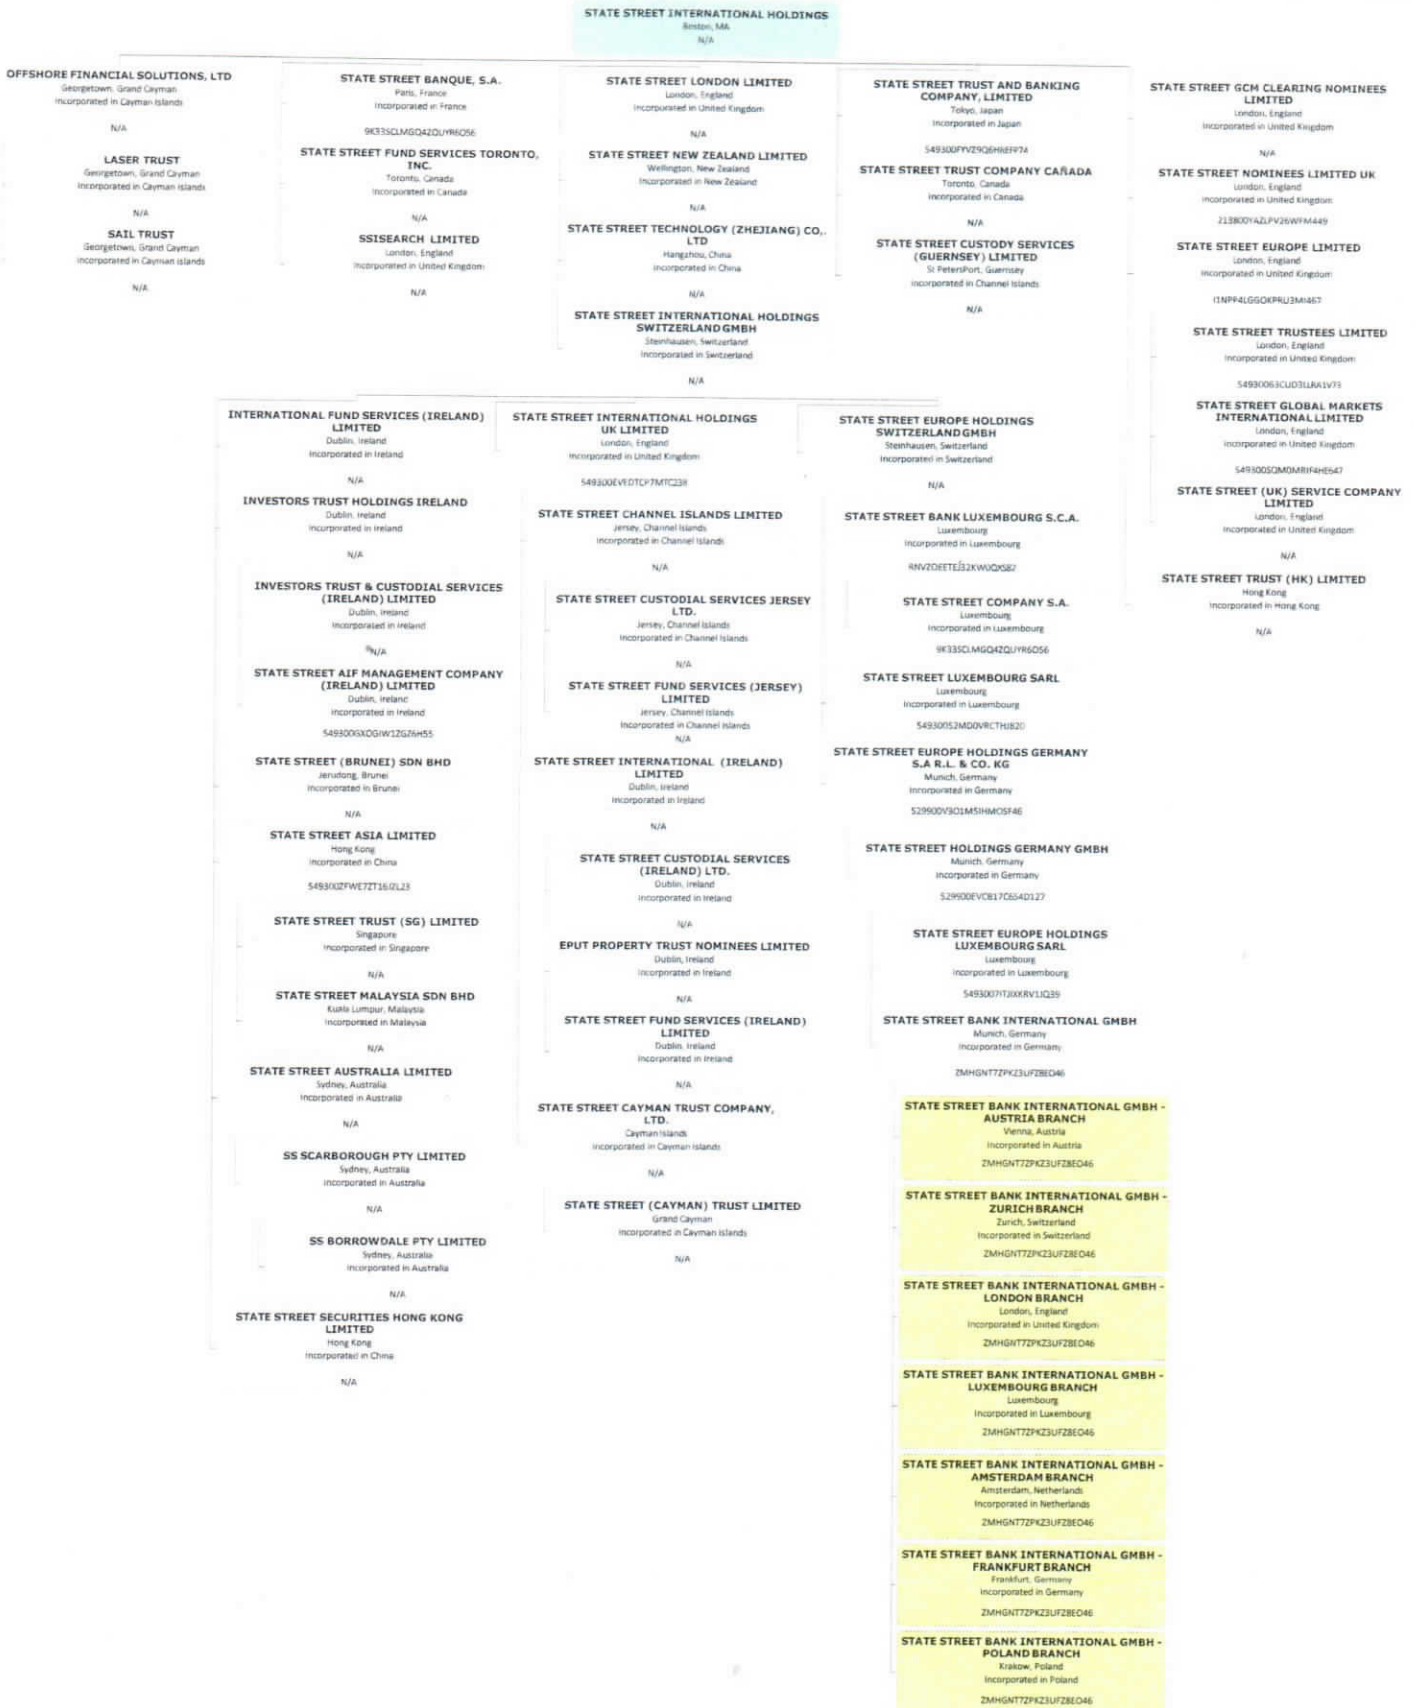 STATE STREET INTERNATIONAL HOLDINGS
Boston, MA
N/A
OFFSHORE FINANCIAL SOLUTIONS, LTD
Georgetown, Grand Cayman
Incorporated in Cayman Islands
N/A
LASER TRUST
Georgetown, Grand Cayman
Incorporated in Cayman Islands
N/A
SAIL TRUST
Georgetown, Grand Cayman
Incorporated in Cayman Islands
N/A
STATE STREET BANQUE, S.A.
Paris, France
Incorporated in France
9K33SCLMGQ4ZQUYR6O56
STATE STREET FUND SERVICES TORONTO,
INC.
Toronto, Canada
Incorporated in Canada
N/A
SSISEARCH LIMITED
London, England
Incorporated in United Kingdom
N/A
STATE STREET LONDON LIMITED
London, England
Incorporated in United Kingdom
N/A
STATE STREET NEW ZEALAND LIMITED
Wellington, New Zealand
Incorporated in New Zealand
N/A
STATE STREET TECHNOLOGY (ZHEJIANG) CO,.
LTD
Hangzhou, China
Incorporated in China
N/A
STATE STREET INTERNATIONAL HOLDINGS
SWITZERLAND GMBH
Steinhausen, Switzerland
Incorporated in Switzerland
N/A
STATE STREET TRUST AND BANKING
COMPANY, LIMITED
Tokyo, Japan
Incorporated in Japan
STATE STREET TRUST COMPANY CAÑADA
Toronto, Canada
Incorporated in Canada
N/A
STATE STREET CUSTODY SERVICES
(GUERNSEY) LIMITED
St PetersPort, Guernsey
Incorporated in Channel Islands
N/A
STATE STREET GCM CLEARING NOMINEES
LIMITED
London, England
Incorporated in United Kingdom
N/A
STATE STREET NOMINEES LIMITED UK
London, England
Incorporated in United Kingdom
213800YAZLPV26WFM449
STATE STREET EUROPE LIMITED
London, England
Incorporated in United Kingdom
STATE STREET TRUSTEES LIMITED
London, England
Incorporated in United Kingdom
STATE STREET GLOBAL MARKETS
INTERNATIONAL LIMITED
London, England
Incorporated in United Kingdom
STATE STREET (UK) SERVICE COMPANY
LIMITED
London, England
Incorporated in United Kingdom
N/A
STATE STREET TRUST (HK) LIMITED
Hong Kong
Incorporated in Hong Kong
N/A
INTERNATIONAL FUND SERVICES (IRELAND)
LIMITED
Dublin, Ireland
Incorporated in Ireland
N/A
INVESTORS TRUST HOLDINGS IRELAND
Dublin, Ireland
Incorporated in Ireland
N/A
INVESTORS TRUST & CUSTODIAL SERVICES
(IRELAND) LIMITED
Dublin, Ireland
Incorporated in Ireland
N/A
STATE STREET AIF MANAGEMENT COMPANY
(IRELAND) LIMITED
Dublin, Ireland
Incorporated in Ireland
STATE STREET (BRUNEI) SDN BHD
Jerudong, Brunei
Incorporated in Brunei
N/A
STATE STREET ASIA LIMITED
Hong Kong
Incorporated in China
549300ZFWE7ZT16J2L23
STATE STREET TRUST (SG) LIMITED
Singapore
Incorporated in Singapore
N/A
STATE STREET MALAYSIA SDN BHD
Kuala Lumpur, Malaysia
Incorporated in Malaysia
N/A
STATE STREET AUSTRALIA LIMITED
Sydney, Australia
Incorporated in Australia
N/A
SS SCARBOROUGH PTY LIMITED
Sydney, Australia
Incorporated in Australia
N/A
SS BORROWDALE PTY LIMITED
Sydney, Australia
Incorporated in Australia
N/A
STATE STREET SECURITIES HONG KONG
LIMITED
Hong Kong
Incorporated in China
N/A
STATE STREET INTERNATIONAL HOLDINGS
UK LIMITED
London, England
Incorporated in United Kingdom
549300EVEDTCP7MTC238
STATE STREET CHANNEL ISLANDS LIMITED
Jersey, Channel Islands
Incorporated in Channel Islands
N/A
STATE STREET CUSTODIAL SERVICES JERSEY
LTD.
Jersey, Channel Islands
Incorporated in Channel Islands
N/A
STATE STREET FUND SERVICES (JERSEY)
LIMITED
Jersey, Channel Islands
Incorporated in Channel Islands
N/A
STATE STREET INTERNATIONAL (IRELAND)
LIMITED
Dublin, Ireland
Incorporated in Ireland
N/A
STATE STREET CUSTODIAL SERVICES
(IRELAND) LTD.
Dublin, Ireland
Incorporated in Ireland
N/A
EPUT PROPERTY TRUST NOMINEES LIMITED
Dublin, Ireland
Incorporated in Ireland
N/A
STATE STREET FUND SERVICES (IRELAND)
LIMITED
Dublin, Ireland
Incorporated in Ireland
N/A
STATE STREET CAYMAN TRUST COMPANY,
LTD.
Cayman Islands
Incorporated in Cayman Islands
N/A
STATE STREET (CAYMAN) TRUST LIMITED
Grand Cayman
Incorporated in Cayman Islands
N/A
STATE STREET EUROPE HOLDINGS
SWITZERLAND GMBH
Steinhausen, Switzerland
Incorporated in Switzerland
N/A
STATE STREET BANK LUXEMBOURG S.C.A.
Luxembourg
Incorporated in Luxembourg
STATE STREET COMPANY S.A.
Luxembourg
Incorporated in Luxembourg
9K33SCLMGQ4ZQUYR6O56
STATE STREET LUXEMBOURG SARL
Luxembourg
Incorporated in Luxembourg
STATE STREET EUROPE HOLDINGS GERMANY
S.A R.L. & CO. KG
Munich, Germany
Incorporated in Germany
529900V3O1M5IHMOSF46
STATE STREET HOLDINGS GERMANY GMBH
Munich, Germany
Incorporated in Germany
STATE STREET EUROPE HOLDINGS
LUXEMBOURG SARL
Luxembourg
Incorporated in Luxembourg
STATE STREET BANK INTERNATIONAL GMBH
Munich, Germany
Incorporated in Germany
ZMHGNT7ZPKZ3UFZ8EO46
STATE STREET BANK INTERNATIONAL GMBH -
AUSTRIA BRANCH
Vienna, Austria
Incorporated in Austria
ZMHGNT7ZPKZ3UFZ8EO46
STATE STREET BANK INTERNATIONAL GMBH -
ZURICH BRANCH
Zurich, Switzerland
Incorporated in Switzerland
ZMHGNT7ZPKZ3UFZ8EO46
STATE STREET BANK INTERNATIONAL GMBH -
LONDON BRANCH
London, England
Incorporated in United Kingdom
ZMHGNT7ZPKZ3UFZ8EO46
STATE STREET BANK INTERNATIONAL GMBH -
LUXEMBOURG BRANCH
Luxembourg
Incorporated in Luxembourg
ZMHGNT7ZPKZ3UFZ8EO46
STATE STREET BANK INTERNATIONAL GMBH -
AMSTERDAM BRANCH
Amsterdam, Netherlands
Incorporated in Netherlands
ZMHGNT7ZPKZ3UFZ8EO46
STATE STREET BANK INTERNATIONAL GMBH -
FRANKFURT BRANCH
Frankfurt, Germany
Incorporated in Germany
ZMHGNT7ZPKZ3UFZ8EO46
STATE STREET BANK INTERNATIONAL GMBH -
POLAND BRANCH
Krakow, Poland
Incorporated in Poland
ZMHGNT7ZPKZ3UFZ8EO46